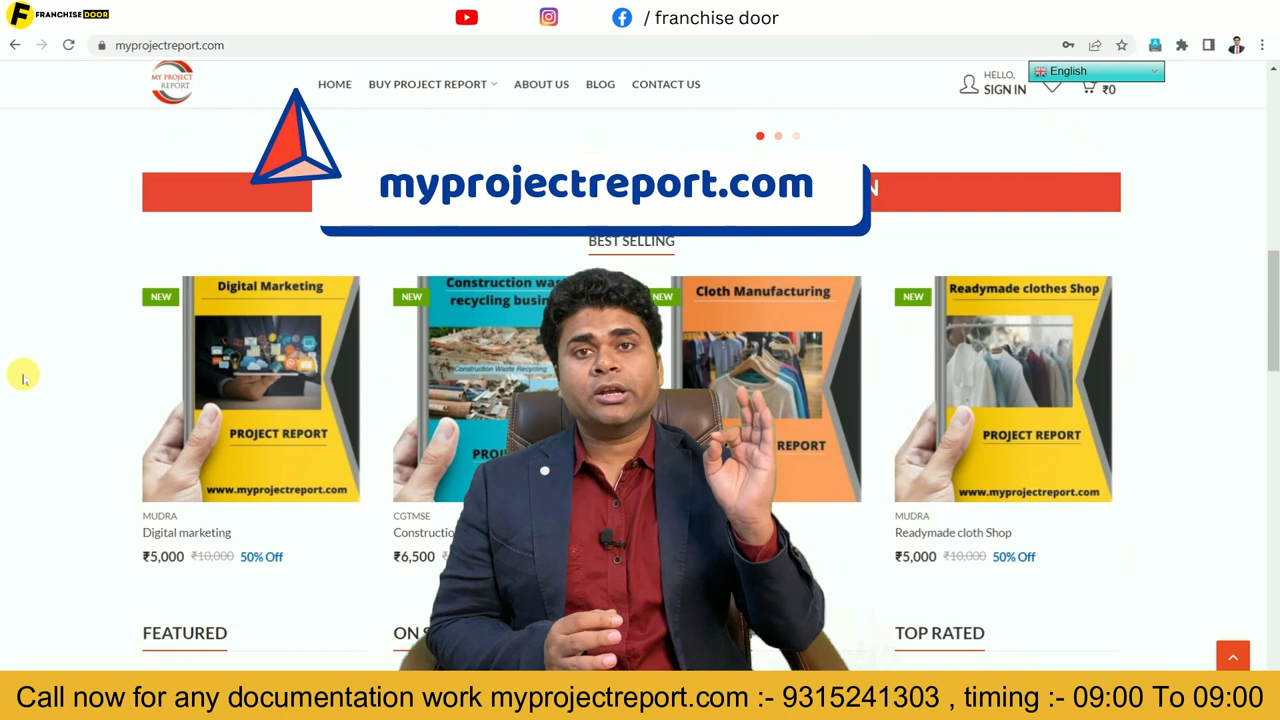 FRANCHISE DOOR
/ franchise door
myprojectreport.com
MY PROJECT
REPORT
HOME
BUY PROJECT REPORT
ABOUT US
BLOG
CONTACT US
HELLO,
SIGN IN
English
₹0
myprojectreport.com
N
BEST SELLING
NEW
Digital Marketing
PROJECT REPORT
www.myprojectreport.com
MUDRA
Digital marketing
₹5,000 ₹10,000 50% Off
NEW
Construction
recycling
Construction Waste Recycling
CGTMSE
₹6,500
NEW
Cloth Manufacturing
REPORT
NEW
Readymade clothes Shop
PROJECT REPORT
www.myprojectreport.com
MUDRA
Readymade cloth Shop
₹5,000 ₹10,000 50% Off
FEATURED
ON
TOP RATED
Call now for any documentation work myprojectreport.com :- 9315241303 , timing :- 09:00 To 09:00